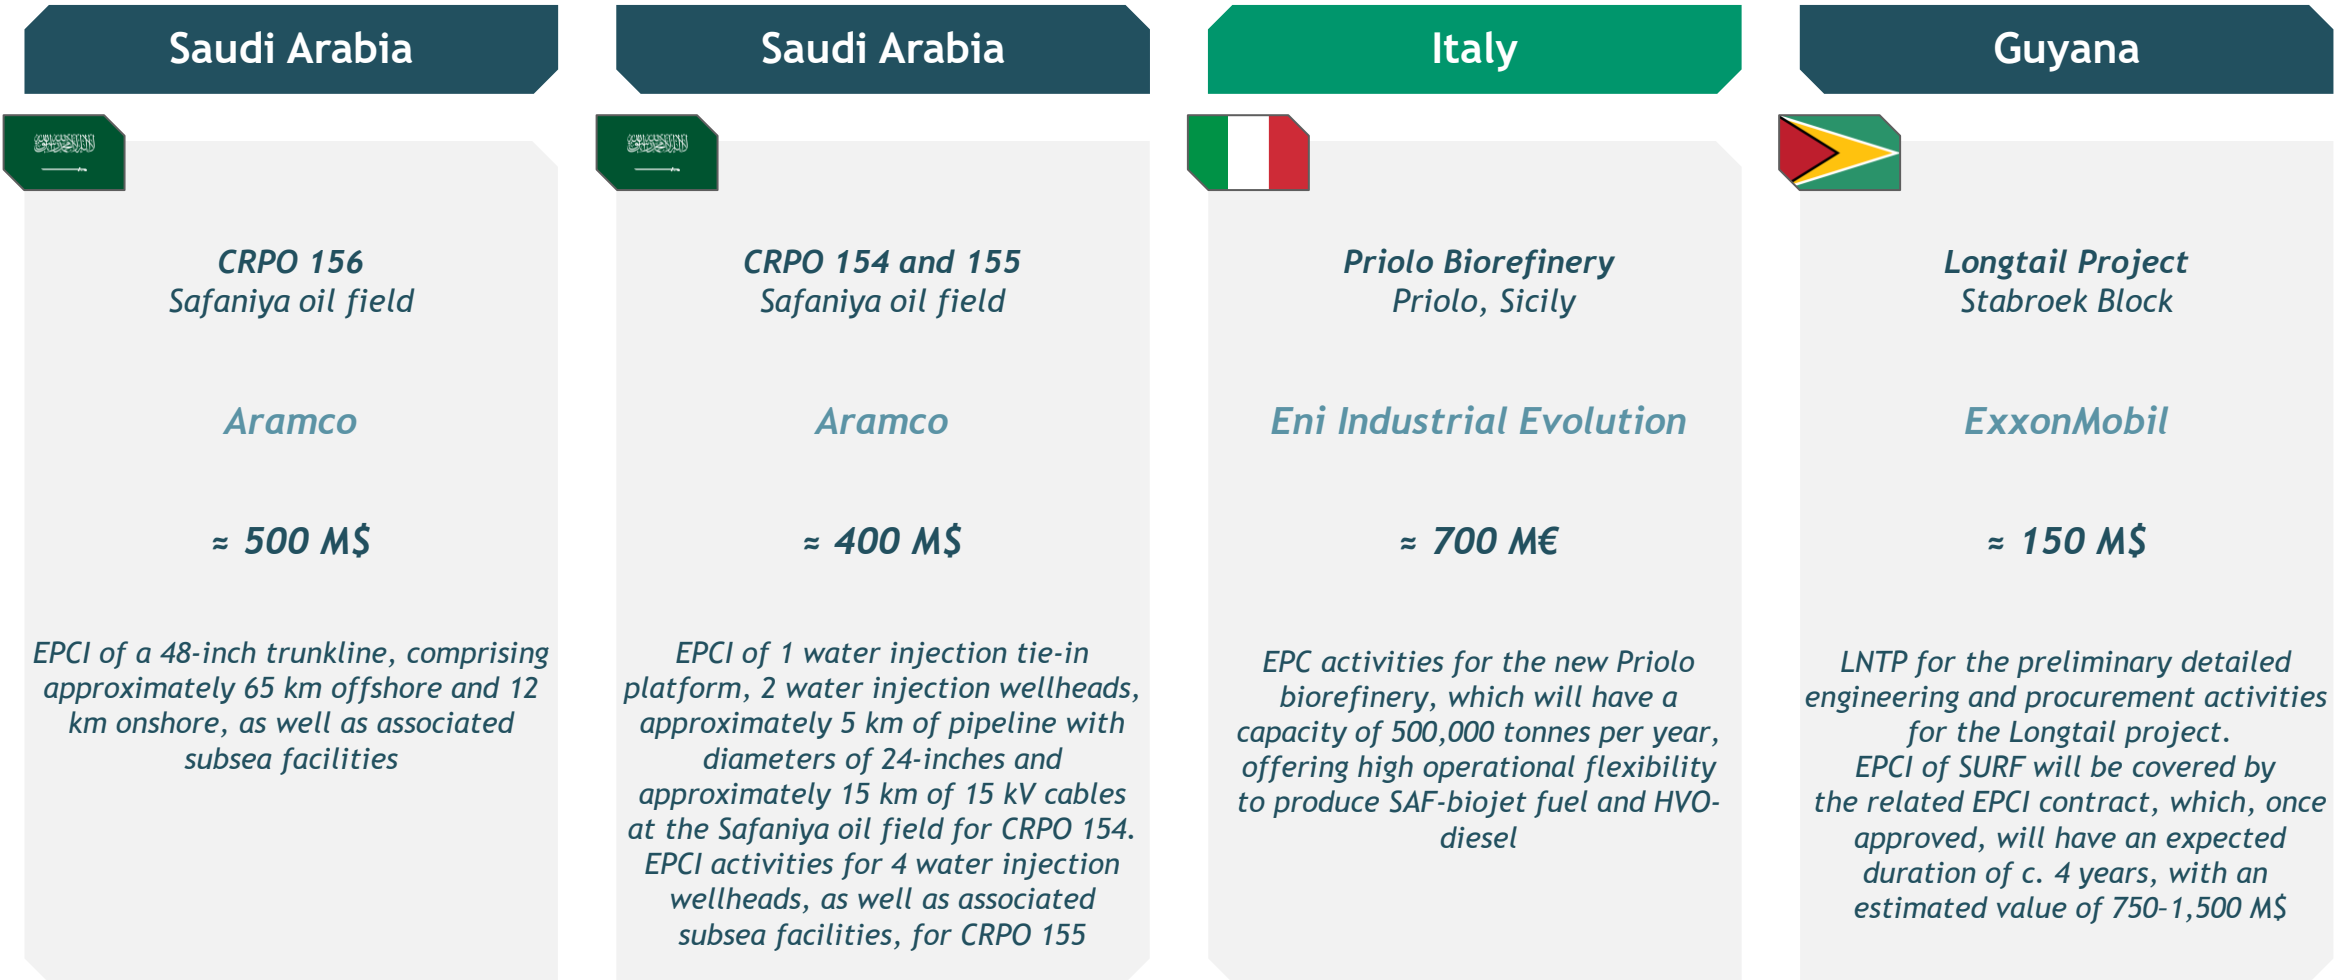 Saudi Arabia
CRPO 156
Safaniya oil field
Aramco
≈ 500 M$
EPCI of a 48-inch trunkline, comprising
approximately 65 km offshore and 12
km onshore, as well as associated
subsea facilities
Saudi Arabia
CRPO 154 and 155
Safaniya oil field
Aramco
≈ 400 M$
EPCI of 1 water injection tie-in
platform, 2 water injection wellheads,
approximately 5 km of pipeline with
diameters of 24-inches and
approximately 15 km of 15 kV cables
at the Safaniya oil field for CRPO 154.
EPCI activities for 4 water injection
wellheads, as well as associated
subsea facilities, for CRPO 155
Italy
Priolo Biorefinery
Priolo, Sicily
Eni Industrial Evolution
≈ 700 M€
EPC activities for the new Priolo
biorefinery, which will have a
capacity of 500,000 tonnes per year,
offering high operational flexibility
to produce SAF-biojet fuel and HVO-
diesel
Guyana
Longtail Project
Stabroek Block
ExxonMobil
≈ 150 M$
LNTP for the preliminary detailed
engineering and procurement activities
for the Longtail project.
EPCI of SURF will be covered by
the related EPCI contract, which, once
approved, will have an expected
duration of c. 4 years, with an
estimated value of 750–1,500 M$